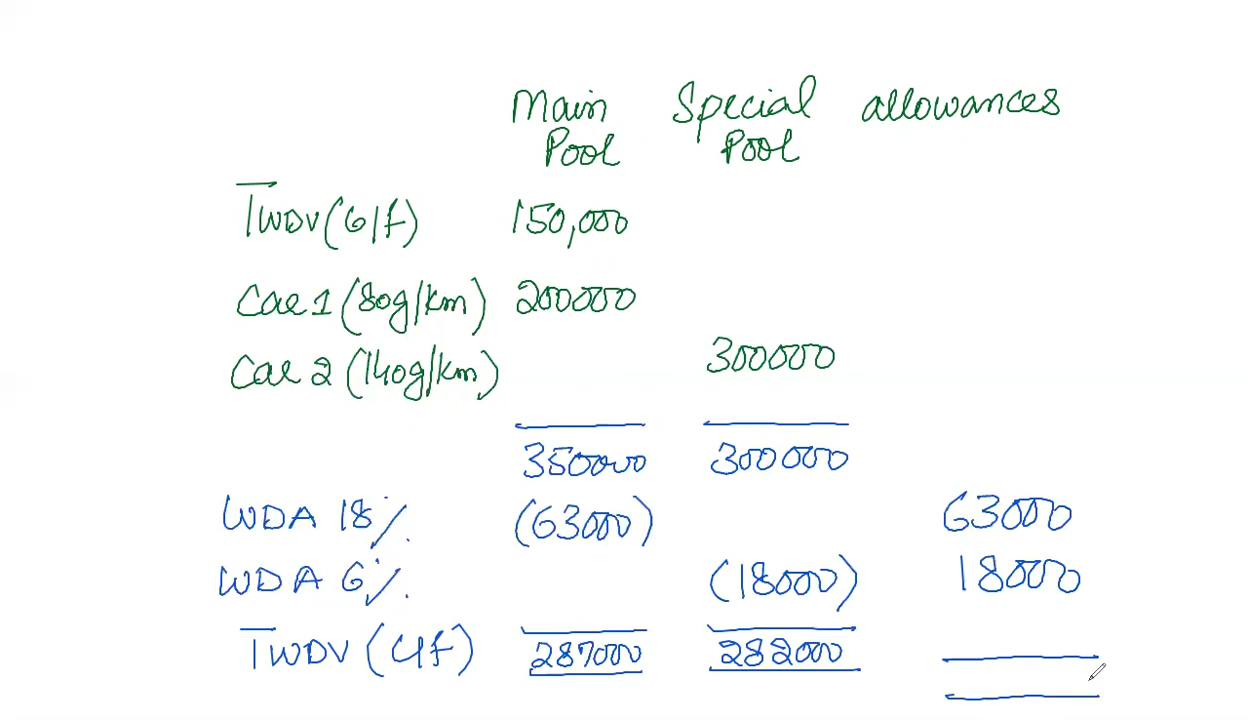 Main Special allowances
Pool Pool
TWDV (b/f) 150,000
Car 1 (80g/km) 200000
Car 2 (140g/km) 300000
350000 300000
WDA 18%. (63000) 63000
WDA 6%. (18000) 18000
TWDV (c/f) 287000 282000